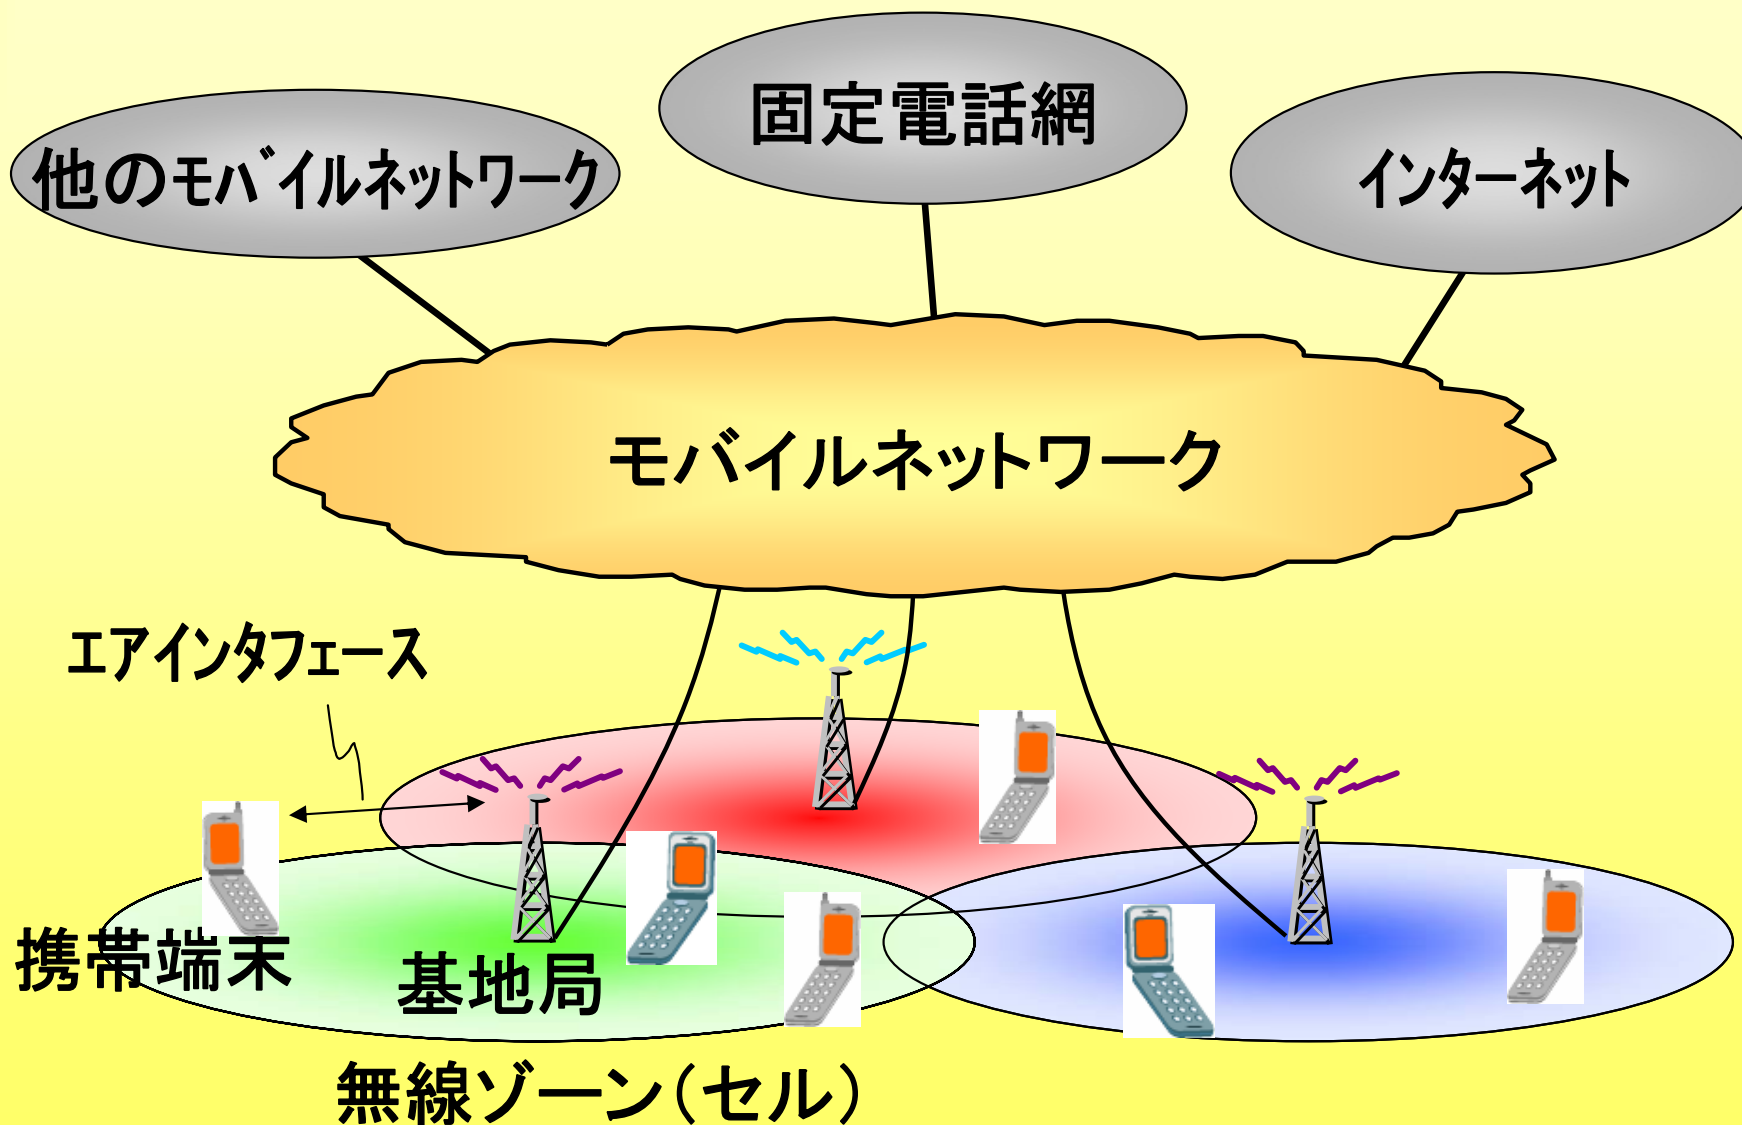 固定電話網
他のモバイルネットワーク
インターネット
モバイルネットワーク
エアインタフェース
携帯端末
基地局
無線ゾーン(セル)